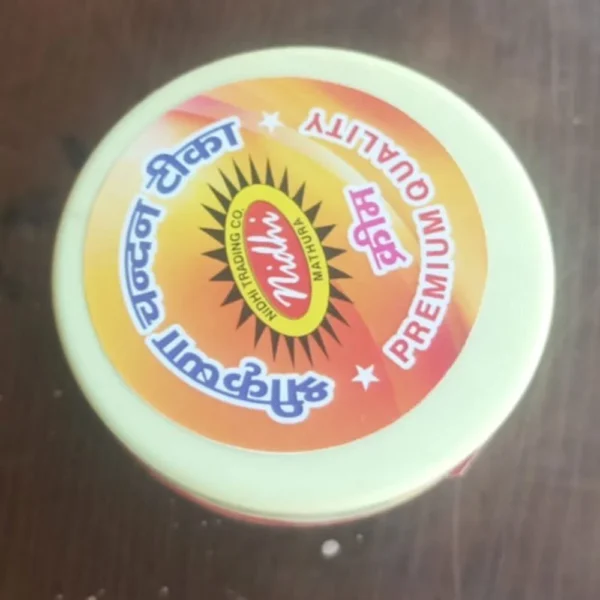 श्रीकृष्णा चन्दन टीका
NIDHI TRADING CO.
Nidhi
MATHURA
क्रीम
PREMIUM QUALITY